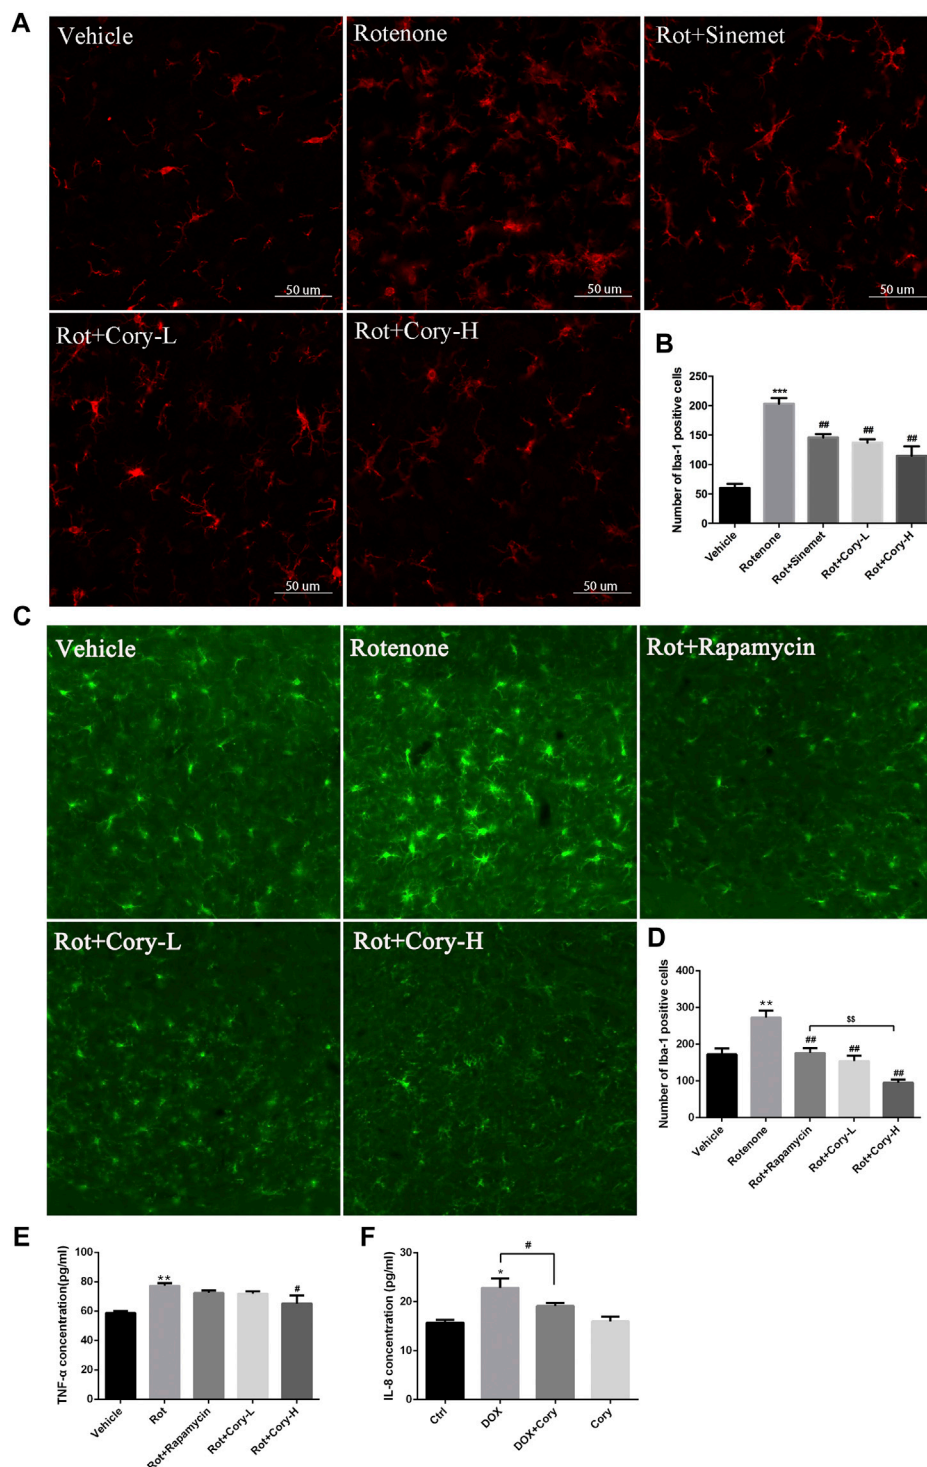 A
Vehicle
Rotenone
Rot+Sinemet
50 um
50 um
50 um
Rot+Cory-L
Rot+Cory-H
50 um
50 um
B
Number of Iba-1 positive cells
250
200
150
100
50
0
***
##
##
##
Vehicle
Rotenone
Rot+Sinemet
Rot+Cory-L
Rot+Cory-H
C
Vehicle
Rotenone
Rot+Rapamycin
Rot+Cory-L
Rot+Cory-H
D
Number of Iba-1 positive cells
400
300
200
100
0
**
##
##
##
$$
Vehicle
Rotenone
Rot+Rapamycin
Rot+Cory-L
Rot+Cory-H
E
TNF-α concentration(pg/ml)
100
80
60
40
20
0
**
#
Vehicle
Rot
Rot+Rapamycin
Rot+Cory-L
Rot+Cory-H
F
IL-8 concentration (pg/ml)
30
20
10
0
*
#
Ctrl
DOX
DOX+Cory
Cory